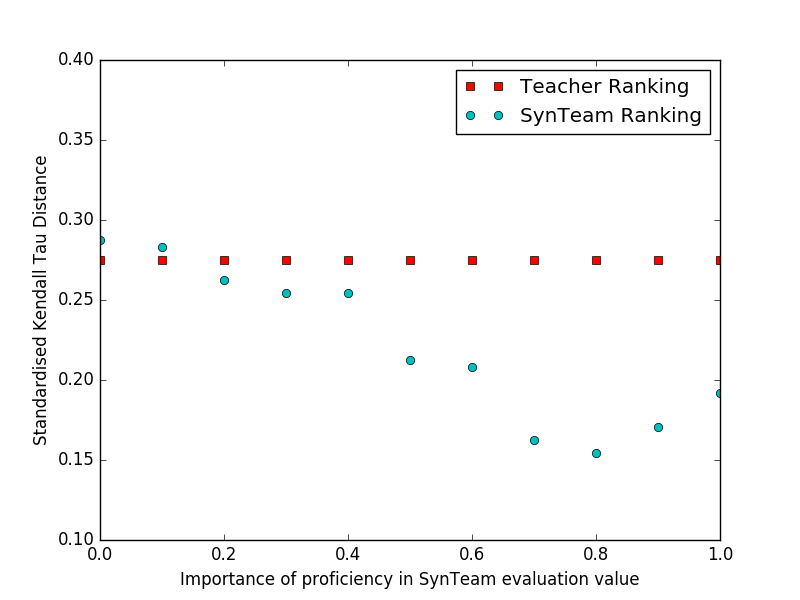 0.40
0.35
0.30
0.25
0.20
0.15
0.10
Standardised Kendall Tau Distance
Teacher Ranking
SynTeam Ranking
0.0 0.2 0.4 0.6 0.8 1.0
Importance of proficiency in SynTeam evaluation value